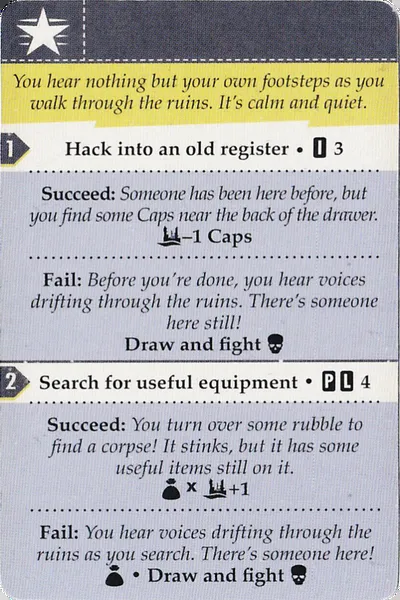 You hear nothing but your own footsteps as you
walk through the ruins. It's calm and quiet.
1 Hack into an old register • I 3
Succeed: Someone has been here before, but
you find some Caps near the back of the drawer.
–1 Caps
Fail: Before you're done, you hear voices
drifting through the ruins. There's someone
here still!
Draw and fight
2 Search for useful equipment • P L 4
Succeed: You turn over some rubble to
find a corpse! It stinks, but it has some
useful items still on it.
x +1
Fail: You hear voices drifting through the
ruins as you search. There's someone here!
• Draw and fight